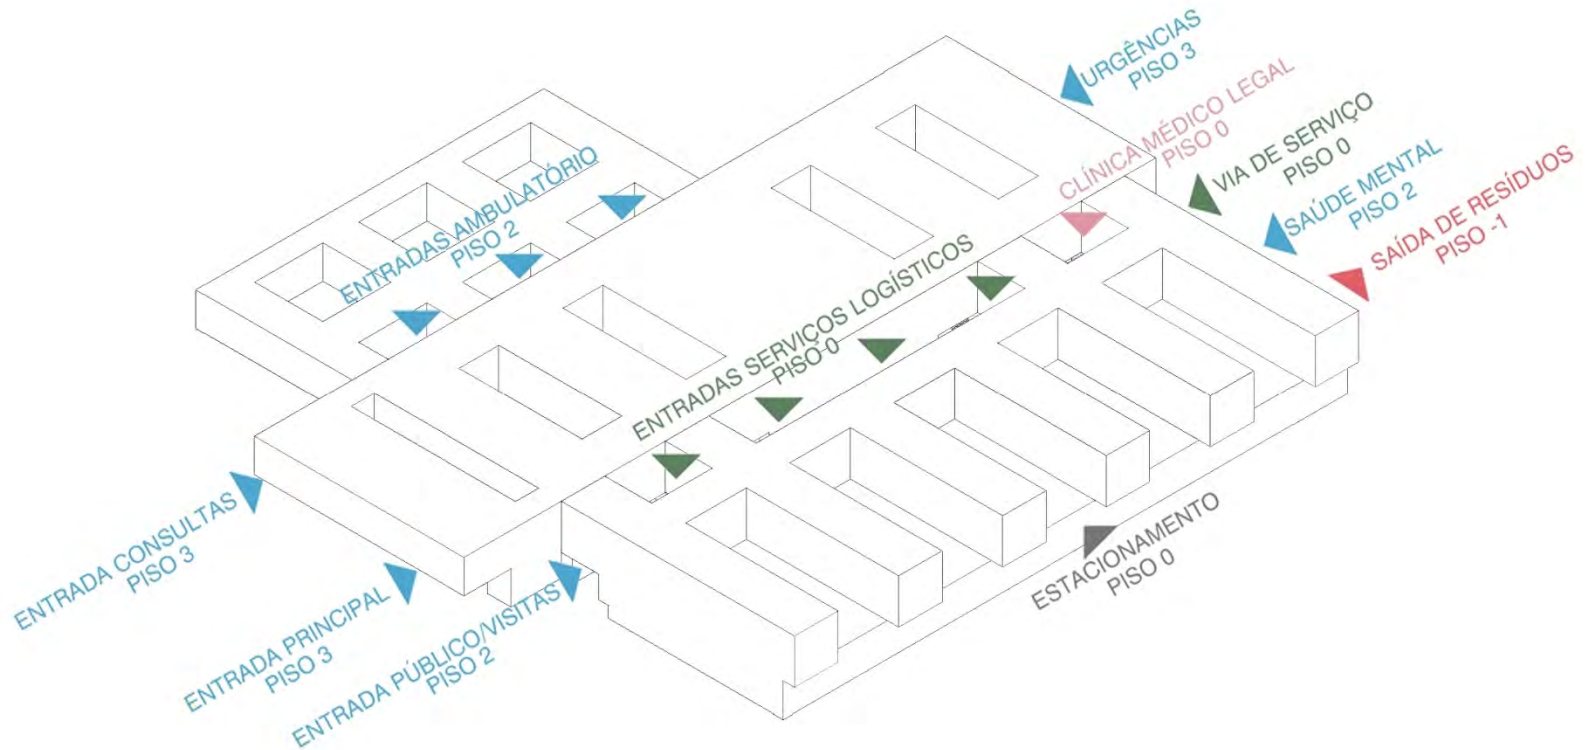 URGÊNCIAS
PISO 3
CLÍNICA MÉDICO LEGAL
PISO 0
VIA DE SERVIÇO
PISO 0
SAÚDE MENTAL
PISO 2
SAÍDA DE RESÍDUOS
PISO -1
ENTRADAS AMBULATÓRIO
PISO 2
ENTRADAS SERVIÇOS LOGÍSTICOS
PISO 0
ENTRADA CONSULTAS
PISO 3
ENTRADA PRINCIPAL
PISO 3
ENTRADA PÚBLICO/VISITAS
PISO 2
ESTACIONAMENTO
PISO 0